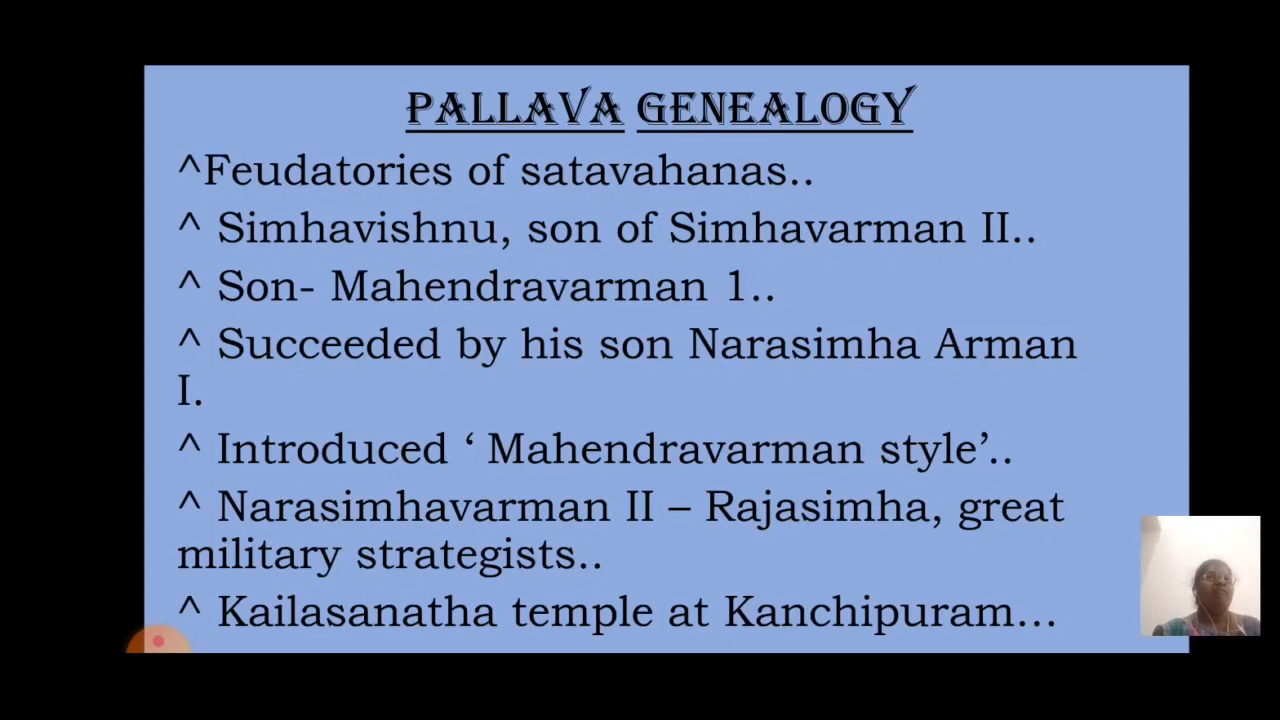 PALLAVA GENEALOGY
^Feudatories of satavahanas..
^ Simhavishnu, son of Simhavarman II..
^ Son- Mahendravarman 1..
^ Succeeded by his son Narasimha Arman
I.
^ Introduced ‘ Mahendravarman style’..
^ Narasimhavarman II – Rajasimha, great
military strategists..
^ Kailasanatha temple at Kanchipuram...